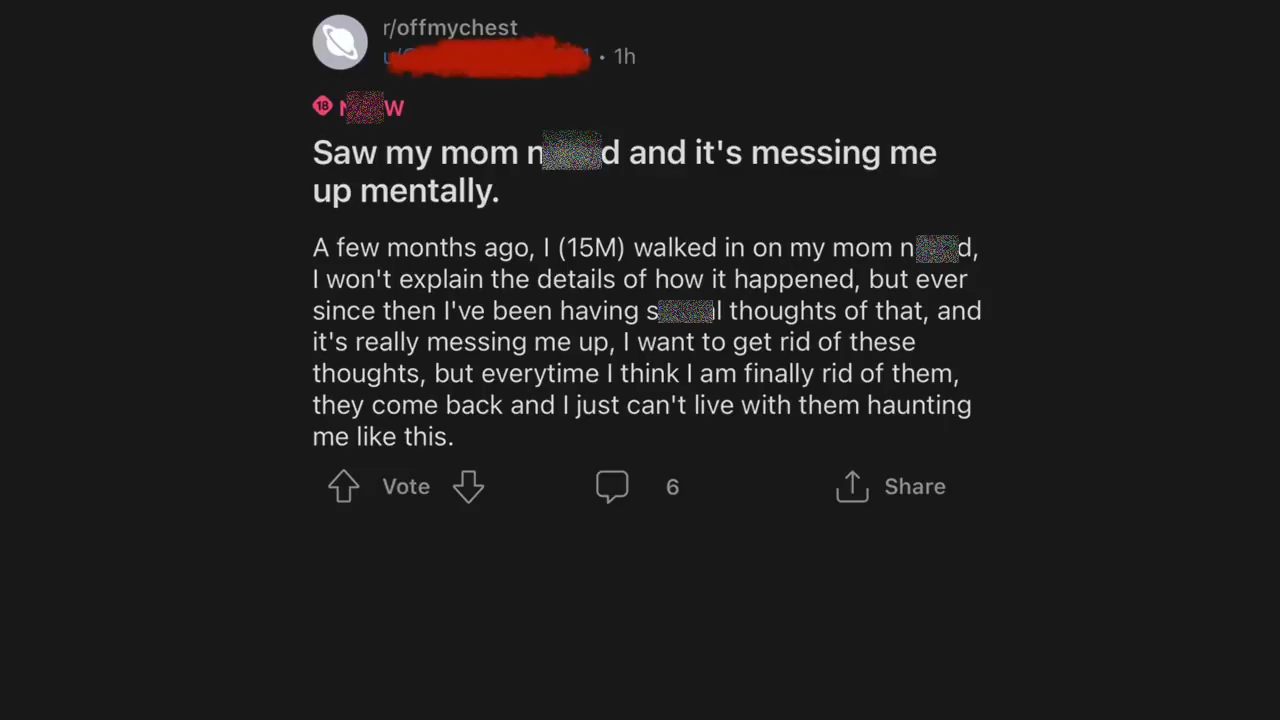 r/offmychest
• 1h
18
Saw my mom and it's messing me
up mentally.
A few months ago, I (15M) walked in on my mom
I won't explain the details of how it happened, but ever
since then I've been having thoughts of that, and
it's really messing me up, I want to get rid of these
thoughts, but everytime I think I am finally rid of them,
they come back and I just can't live with them haunting
me like this.
Vote 6 Share